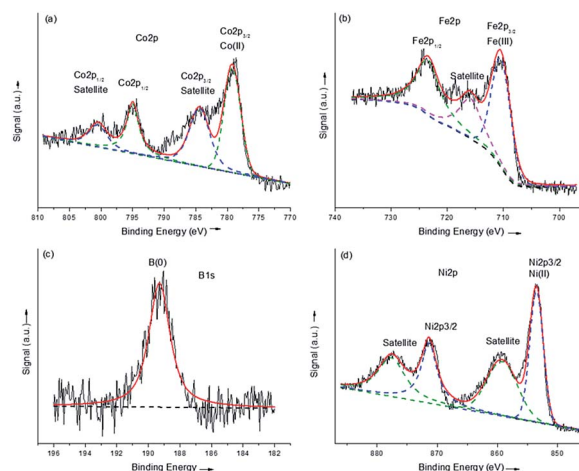 (a)
Co2p
Co2p3/2
Co(II)
Co2p1/2
Satellite
Co2p1/2
Co2p3/2
Satellite
Signal (a.u.)
809 800 795 790 785 780 775 770
Binding Energy (eV)
(b)
Fe2p
Fe2p1/2
Fe2p3/2
Fe(III)
Satellite
Signal (a.u.)
740 730 720 710 700
Binding Energy (eV)
(c)
B(0)
B1s
Signal (a.u.)
196 194 192 190 188 186 184 182
Binding Energy
(d)
Ni2p
Ni2p3/2
Ni(II)
Satellite
Ni2p3/2
Satellite
Signal (a.u.)
880 870 860 850
Binding Energy (eV)